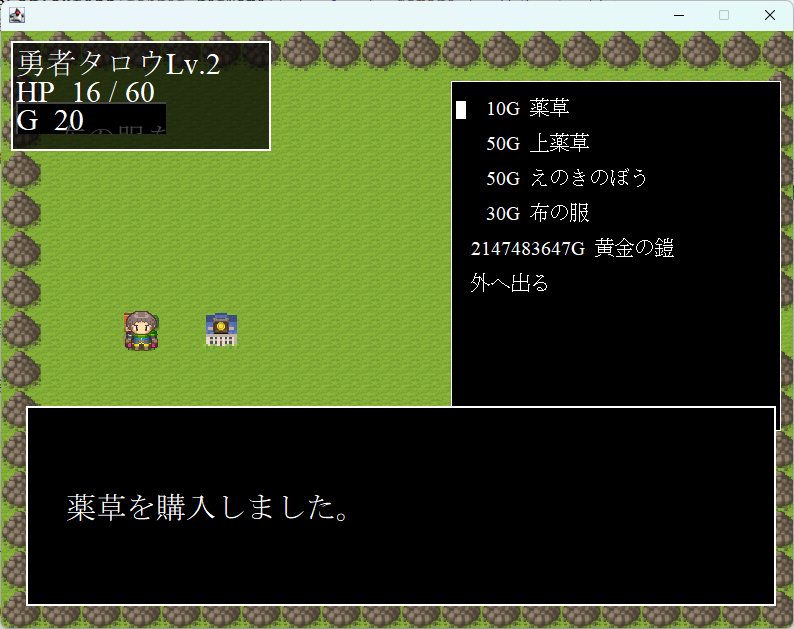 勇者タロウLv.2
HP 16 / 60
G 20
10G 薬草
50G 上薬草
50G えのきのぼう
30G 布の服
2147483647G 黄金の鎧
外へ出る
薬草を購入しました。